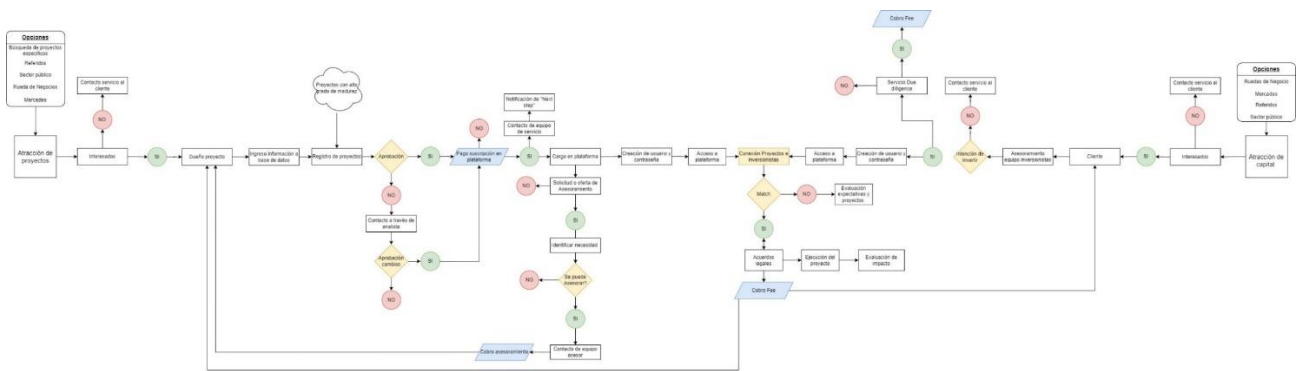 Opciones
Búsqueda de proyectos
específicos
Referidos
Sector público
Rueda de Negocios
Mercadeo
Atracción de
proyectos
Contacto servicio al
cliente
NO
Interesados
SI
Dueño proyecto
Ingreso información a
base de datos
Proyectos con alto
grado de madurez
Registro de proyectos
Aprobación
SI
NO
Contacto a través de
analista
Aprobación
cambios
SI
NO
NO
Pago suscripción en
plataforma
SI
Notificación de "Next
step"
Contacto de equipo
de servicio
Carga en plataforma
Solicitud o oferta de
Asesoramiento
NO
SI
Identificar necesidad
Se puede
Asesorar?
NO
SI
Contacto de equipo
asesor
Cobro asesoramiento
Creación de usuario y
contraseña
Acceso a
plataforma
Conexión Proyectos e
inversionistas
Match
NO
Evaluación
expectativas y
proyectos
SI
Acuerdos
legales
Ejecución del
proyecto
Evaluación de
impacto
Cobro Fee
Acceso a
plataforma
Creación de usuario y
contraseña
SI
Cobro Fee
SI
Servicio Due
diligence
NO
Contacto servicio al
cliente
NO
Intención de
invertir
Asesoramiento
equipo inversionistas
Cliente
SI
Contacto servicio al
cliente
NO
Interesados
Opciones
Ruedas de Negocio
Mercadeo
Referidos
Sector público
Atracción de
capital